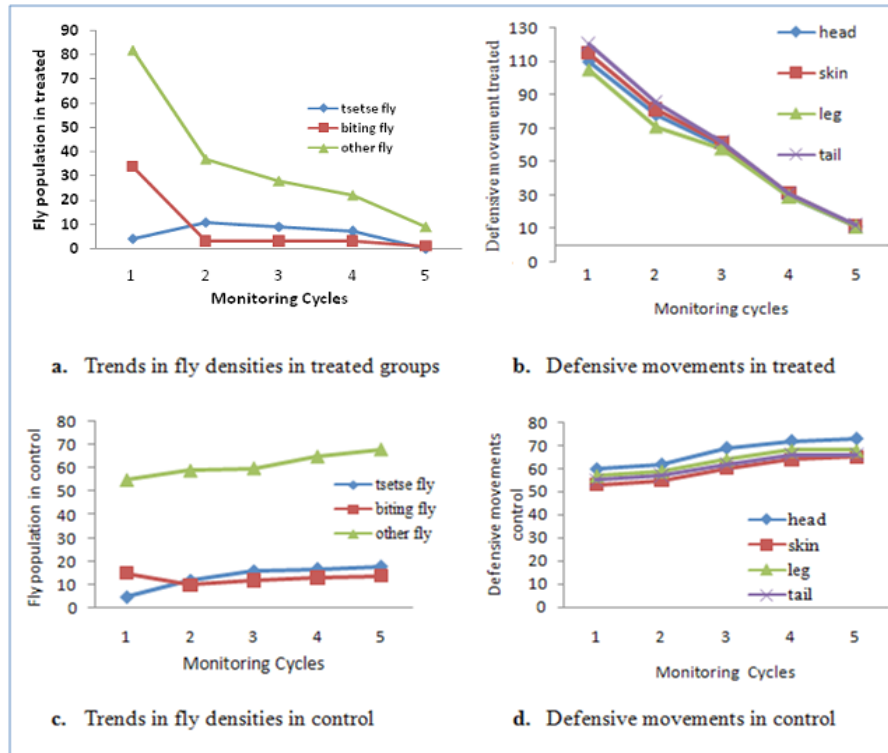 90
80
70
60
50
40
30
20
10
0
Fly population in treated
tsetse fly
biting fly
other fly
1 2 3 4 5
Monitoring Cycles
a. Trends in fly densities in treated groups
130
110
90
70
50
30
10
0
Defensive movement treated
head
skin
leg
tail
1 2 3 4 5
Monitoring cycles
b. Defensive movements in treated
80
70
60
50
40
30
20
10
0
Fly population in control
tsetse fly
biting fly
other fly
1 2 3 4 5
Monitoring Cycles
c. Trends in fly densities in control
80
70
60
50
40
30
20
10
0
Defensive movements
control
head
skin
leg
tail
1 2 3 4 5
Monitoring Cycles
d. Defensive movements in control